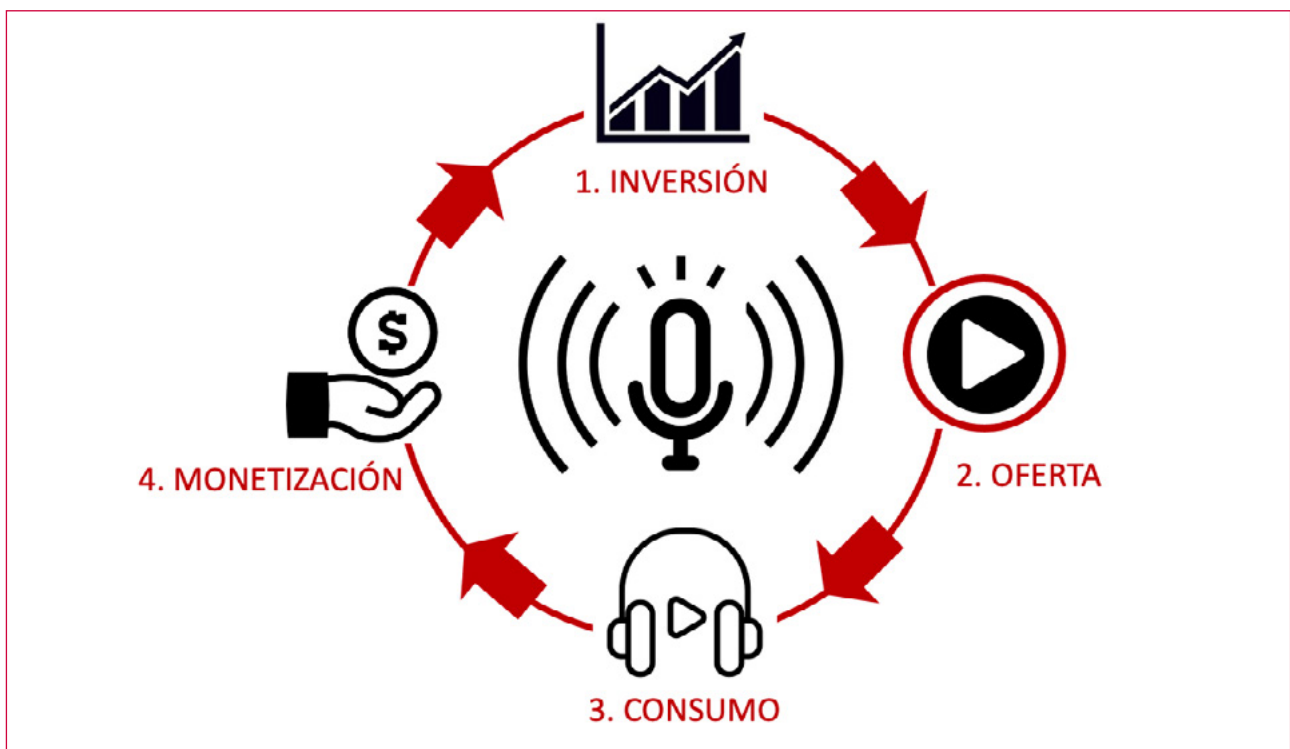 1. INVERSIÓN
$
2. OFERTA
4. MONETIZACIÓN
3. CONSUMO